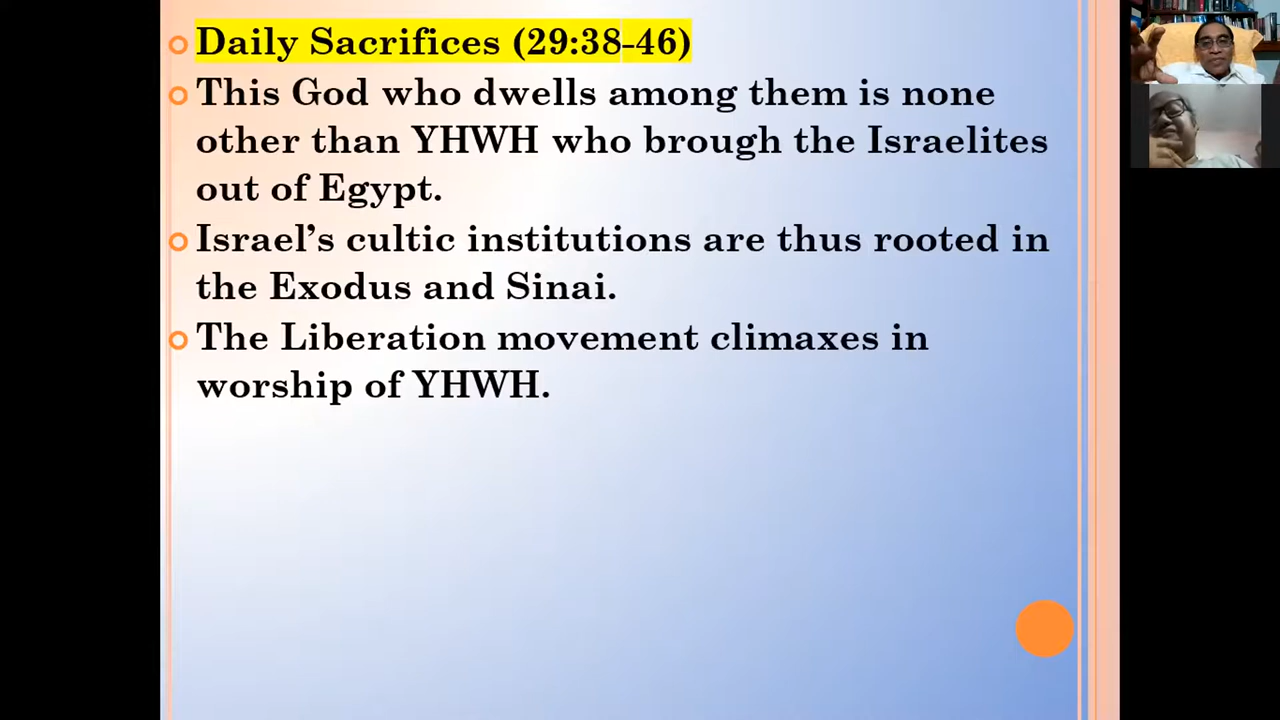 Daily Sacrifices (29:38-46)
This God who dwells among them is none
other than YHWH who brough the Israelites
out of Egypt.
Israel's cultic institutions are thus rooted in
the Exodus and Sinai.
The Liberation movement climaxes in
worship of YHWH.